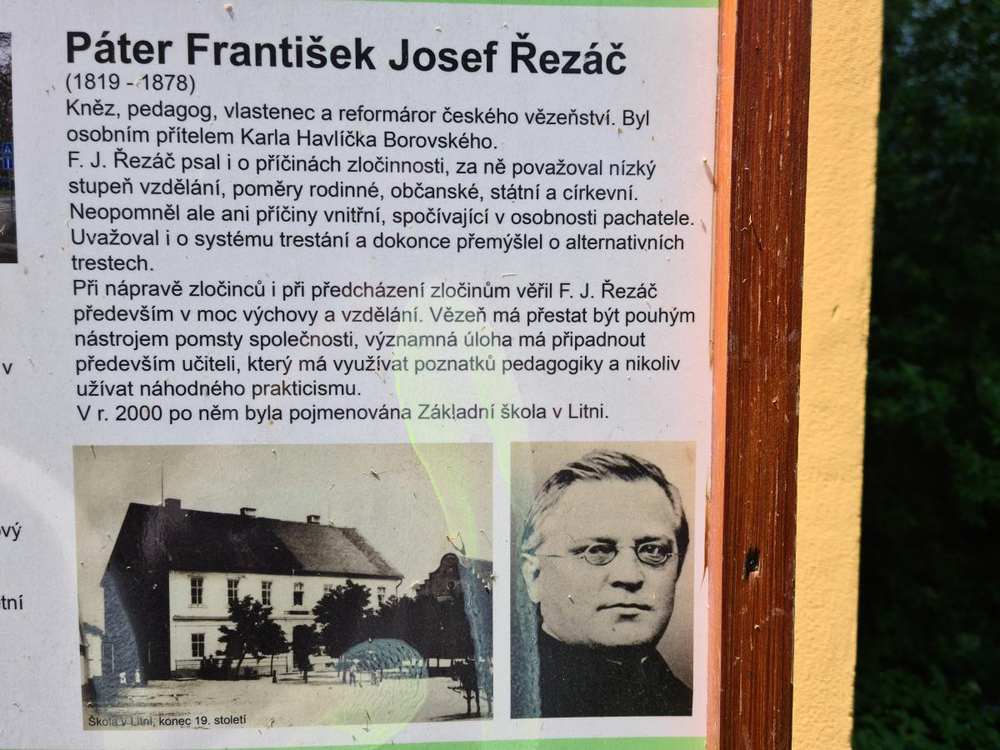 Páter František Josef Řezáč
(1819 - 1878)
Kněz, pedagog, vlastenec a reformáror českého vězeňství. Byl
osobním přítelem Karla Havlíčka Borovského.
F. J. Řezáč psal i o příčinách zločinnosti, za ně považoval nízký
stupeň vzdělání, poměry rodinné, občanské, státní a církevní.
Neopomněl ale ani příčiny vnitřní, spočívající v osobnosti pachatele.
Uvažoval i o systému trestání a dokonce přemýšlel o alternativních
trestech.
Při nápravě zločinců i při předcházení zločinům věřil F. J. Řezáč
především v moc výchovy a vzdělání. Vězeň má přestat být pouhým
nástrojem pomsty společnosti, významná úloha má připadnout
především učiteli, který má využívat poznatků pedagogiky a nikoliv
užívat náhodného prakticismu.
V r. 2000 po něm byla pojmenována Základní škola v Litni.
Škola v Litni, konec 19. století
v